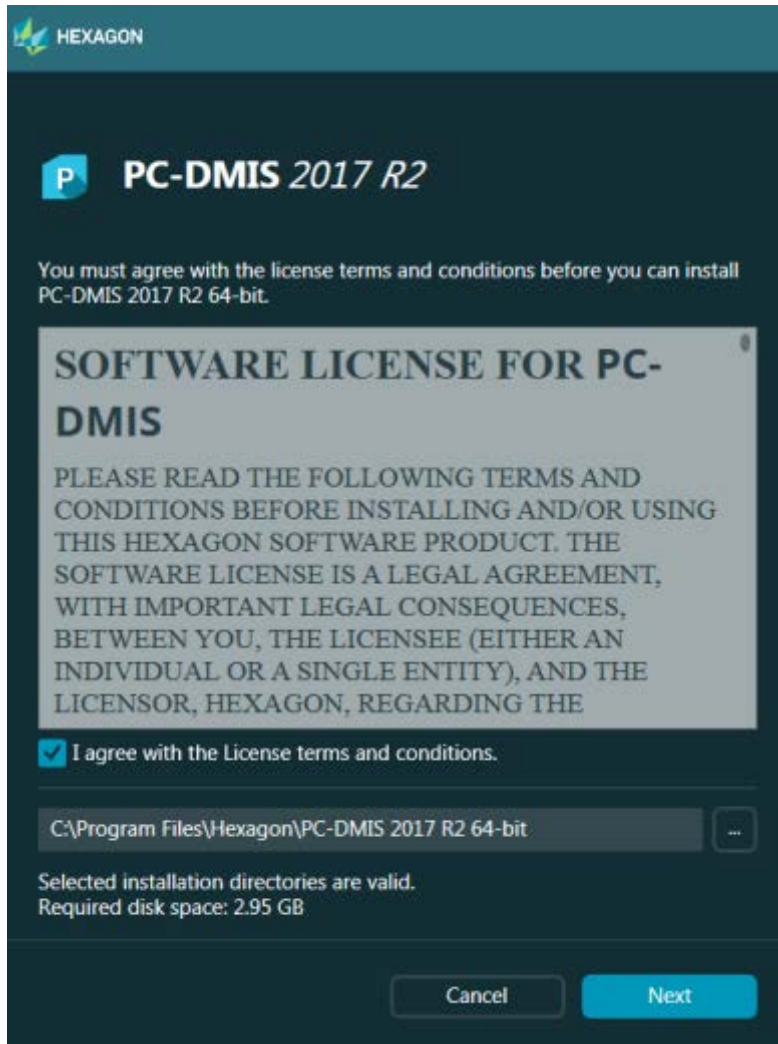 HEXAGON
P PC-DMIS 2017 R2
You must agree with the license terms and conditions before you can install
PC-DMIS 2017 R2 64-bit.
SOFTWARE LICENSE FOR PC-
DMIS
PLEASE READ THE FOLLOWING TERMS AND
CONDITIONS BEFORE INSTALLING AND/OR USING
THIS HEXAGON SOFTWARE PRODUCT. THE
SOFTWARE LICENSE IS A LEGAL AGREEMENT,
WITH IMPORTANT LEGAL CONSEQUENCES,
BETWEEN YOU, THE LICENSEE (EITHER AN
INDIVIDUAL OR A SINGLE ENTITY), AND THE
LICENSOR, HEXAGON, REGARDING THE
I agree with the License terms and conditions.
C:\Program Files\Hexagon\PC-DMIS 2017 R2 64-bit ...
Selected installation directories are valid.
Required disk space: 2.95 GB
Cancel Next